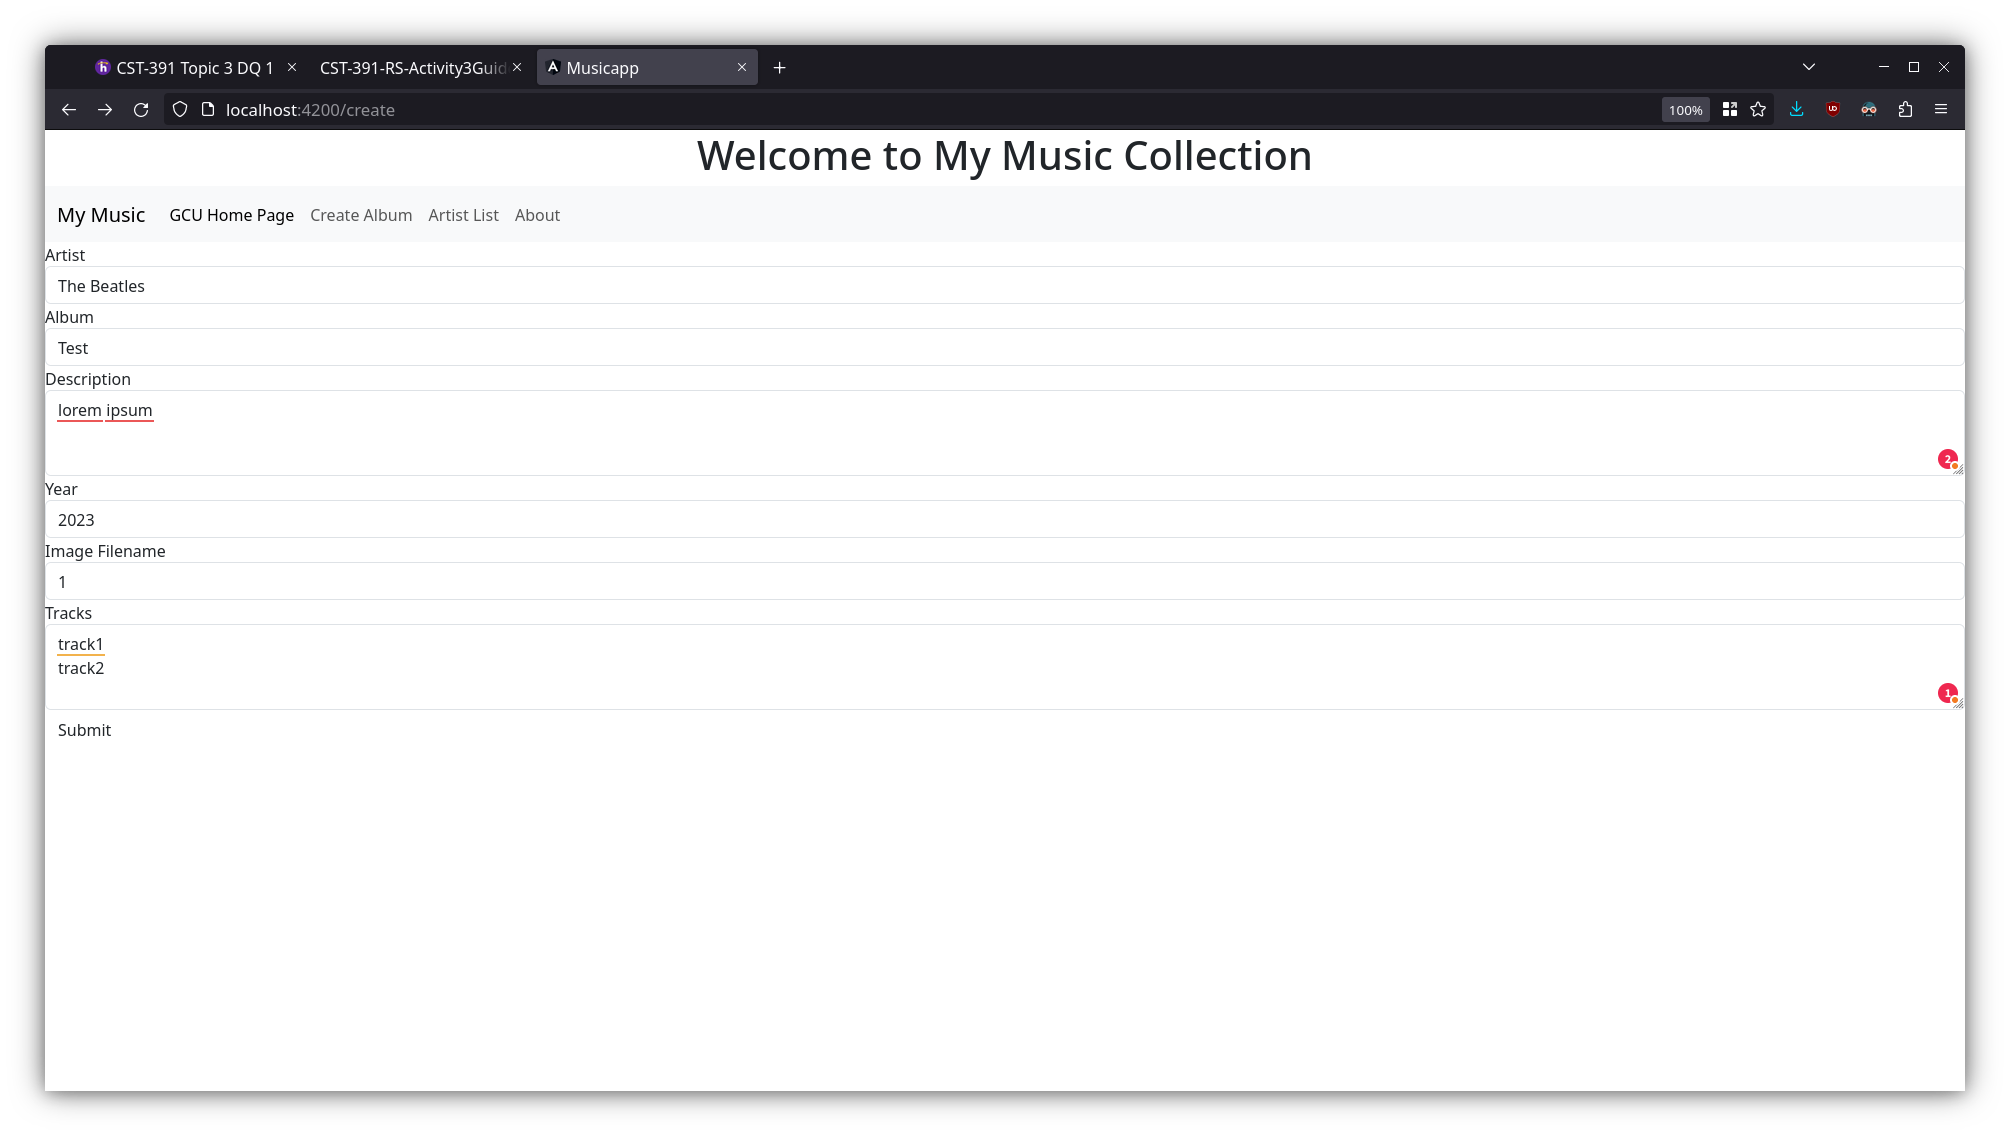 CST-391 Topic 3 DQ 1
CST-391-RS-Activity3Guid
Musicapp
localhost:4200/create
100%
Welcome to My Music Collection
My Music GCU Home Page Create Album Artist List About
Artist
The Beatles
Album
Test
Description
lorem ipsum
2
Year
2023
Image Filename
1
Tracks
track1
track2
1
Submit